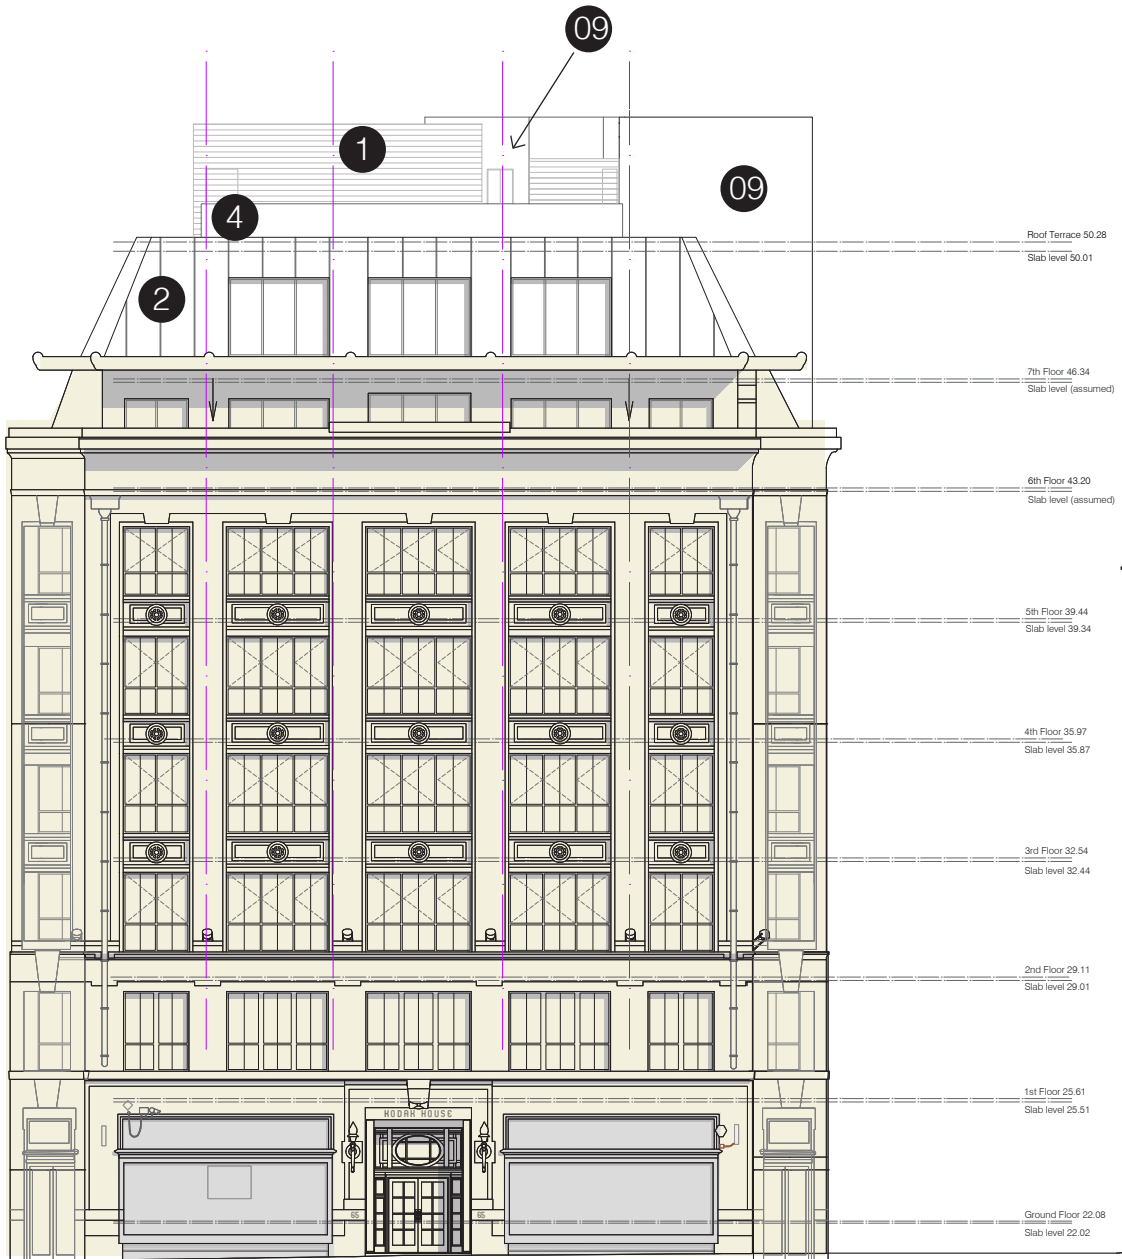 09
1
09
4
2
Roof Terrace 50.28
Slab level 50.01
7th Floor 46.34
Slab level (assumed)
6th Floor 43.20
Slab level (assumed)
5th Floor 39.44
Slab level 39.34
4th Floor 35.97
Slab level 35.87
3rd Floor 32.54
Slab level 32.44
2nd Floor 29.11
Slab level 29.01
1st Floor 25.61
Slab level 25.51
KODAK HOUSE
65
65
Ground Floor 22.08
Slab level 22.02